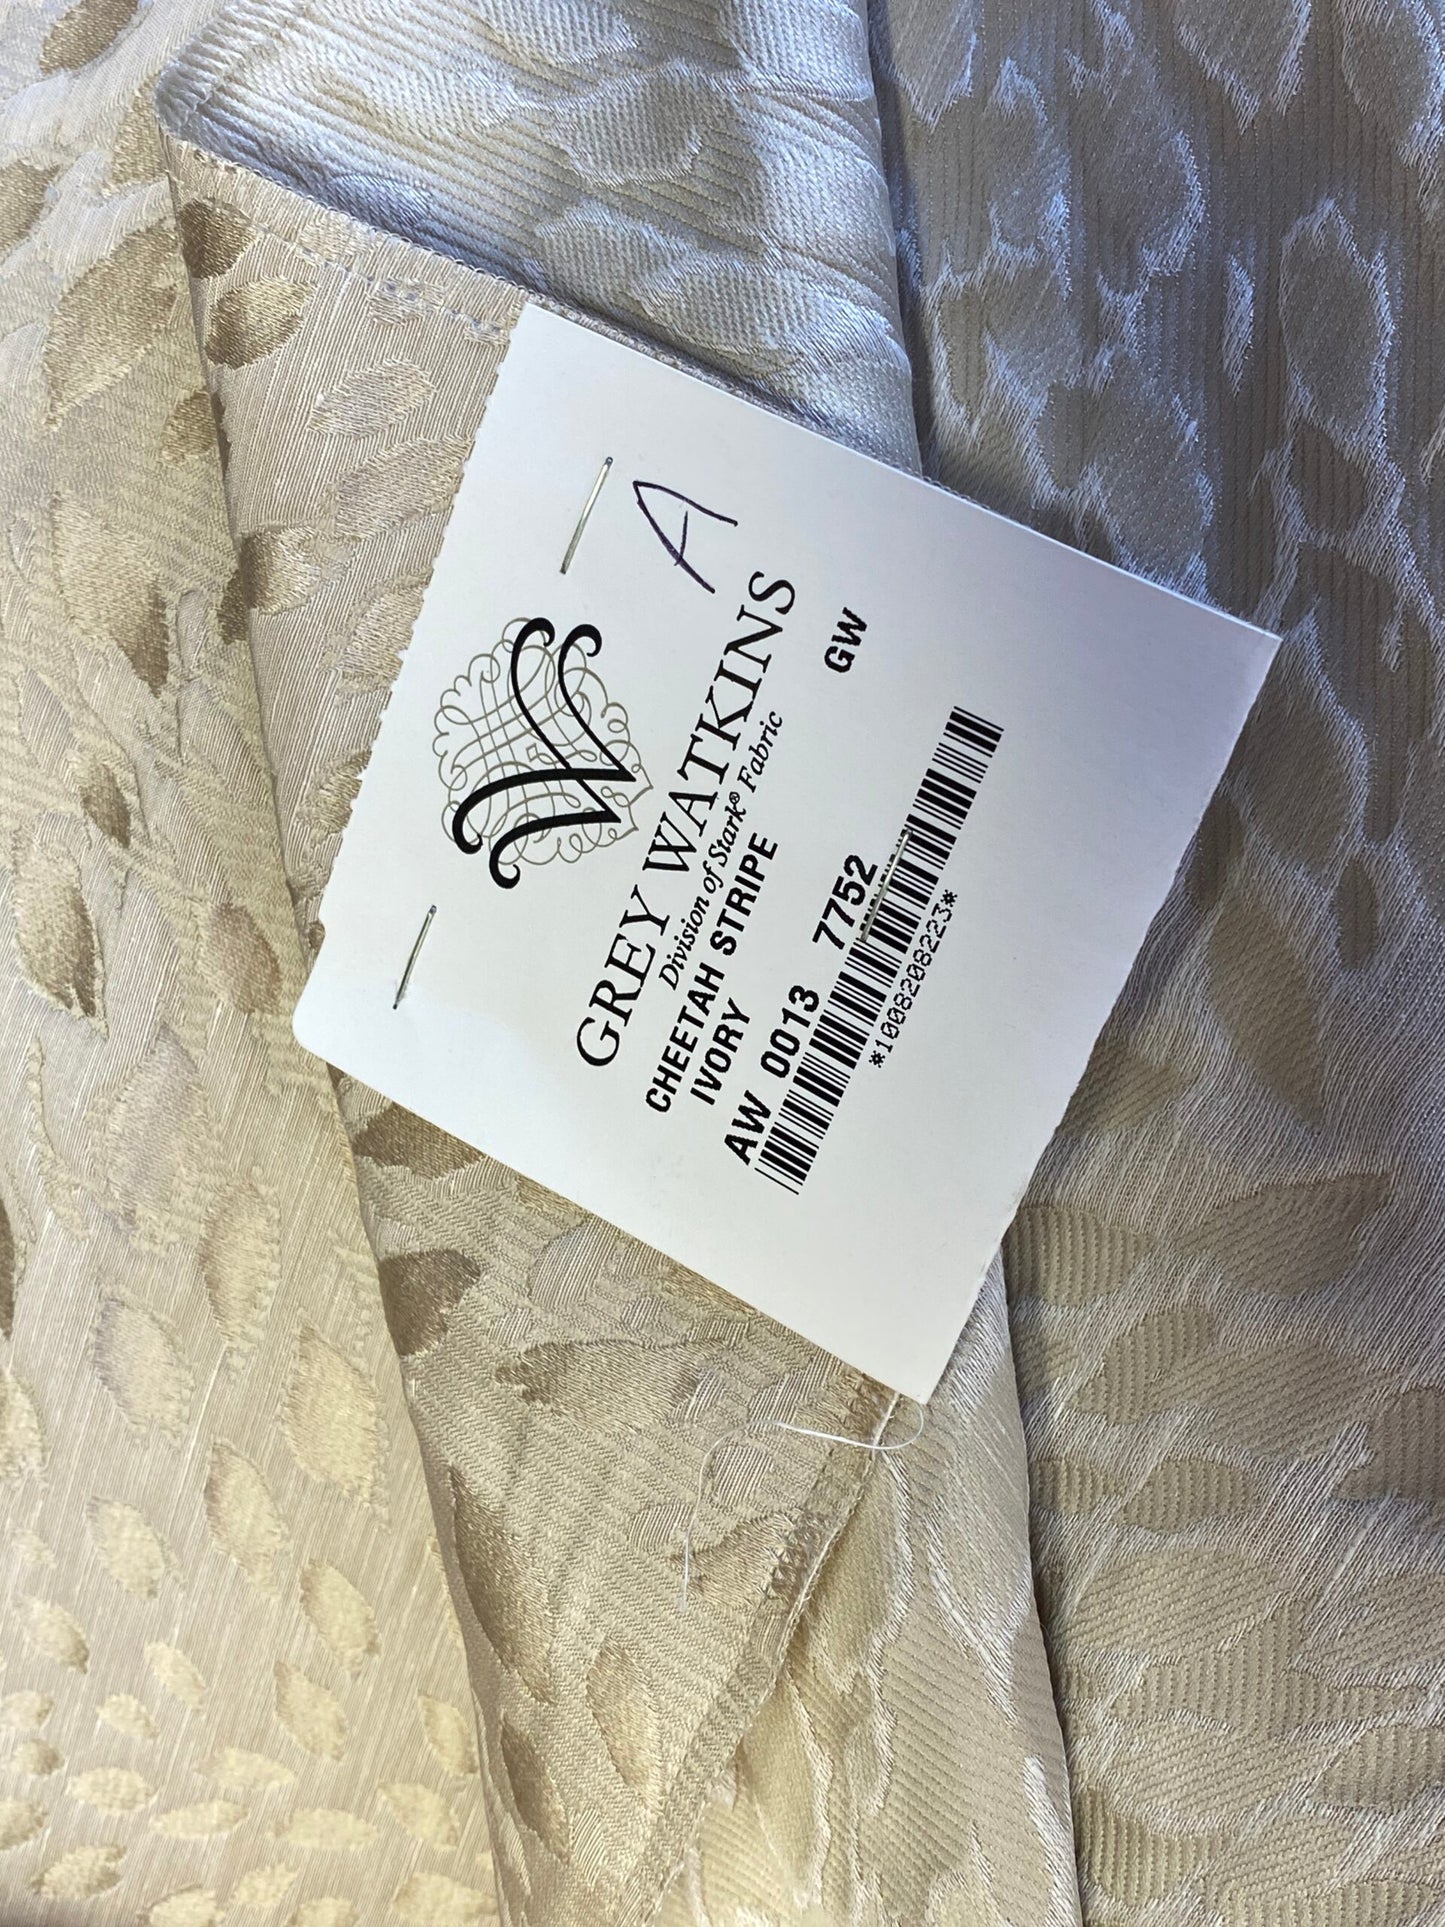 A
W
GREY WATKINS
Division of Stark® Fabric
CHEETAH STRIPE
IVORY GW
AW 0013 7752
*1008208223*